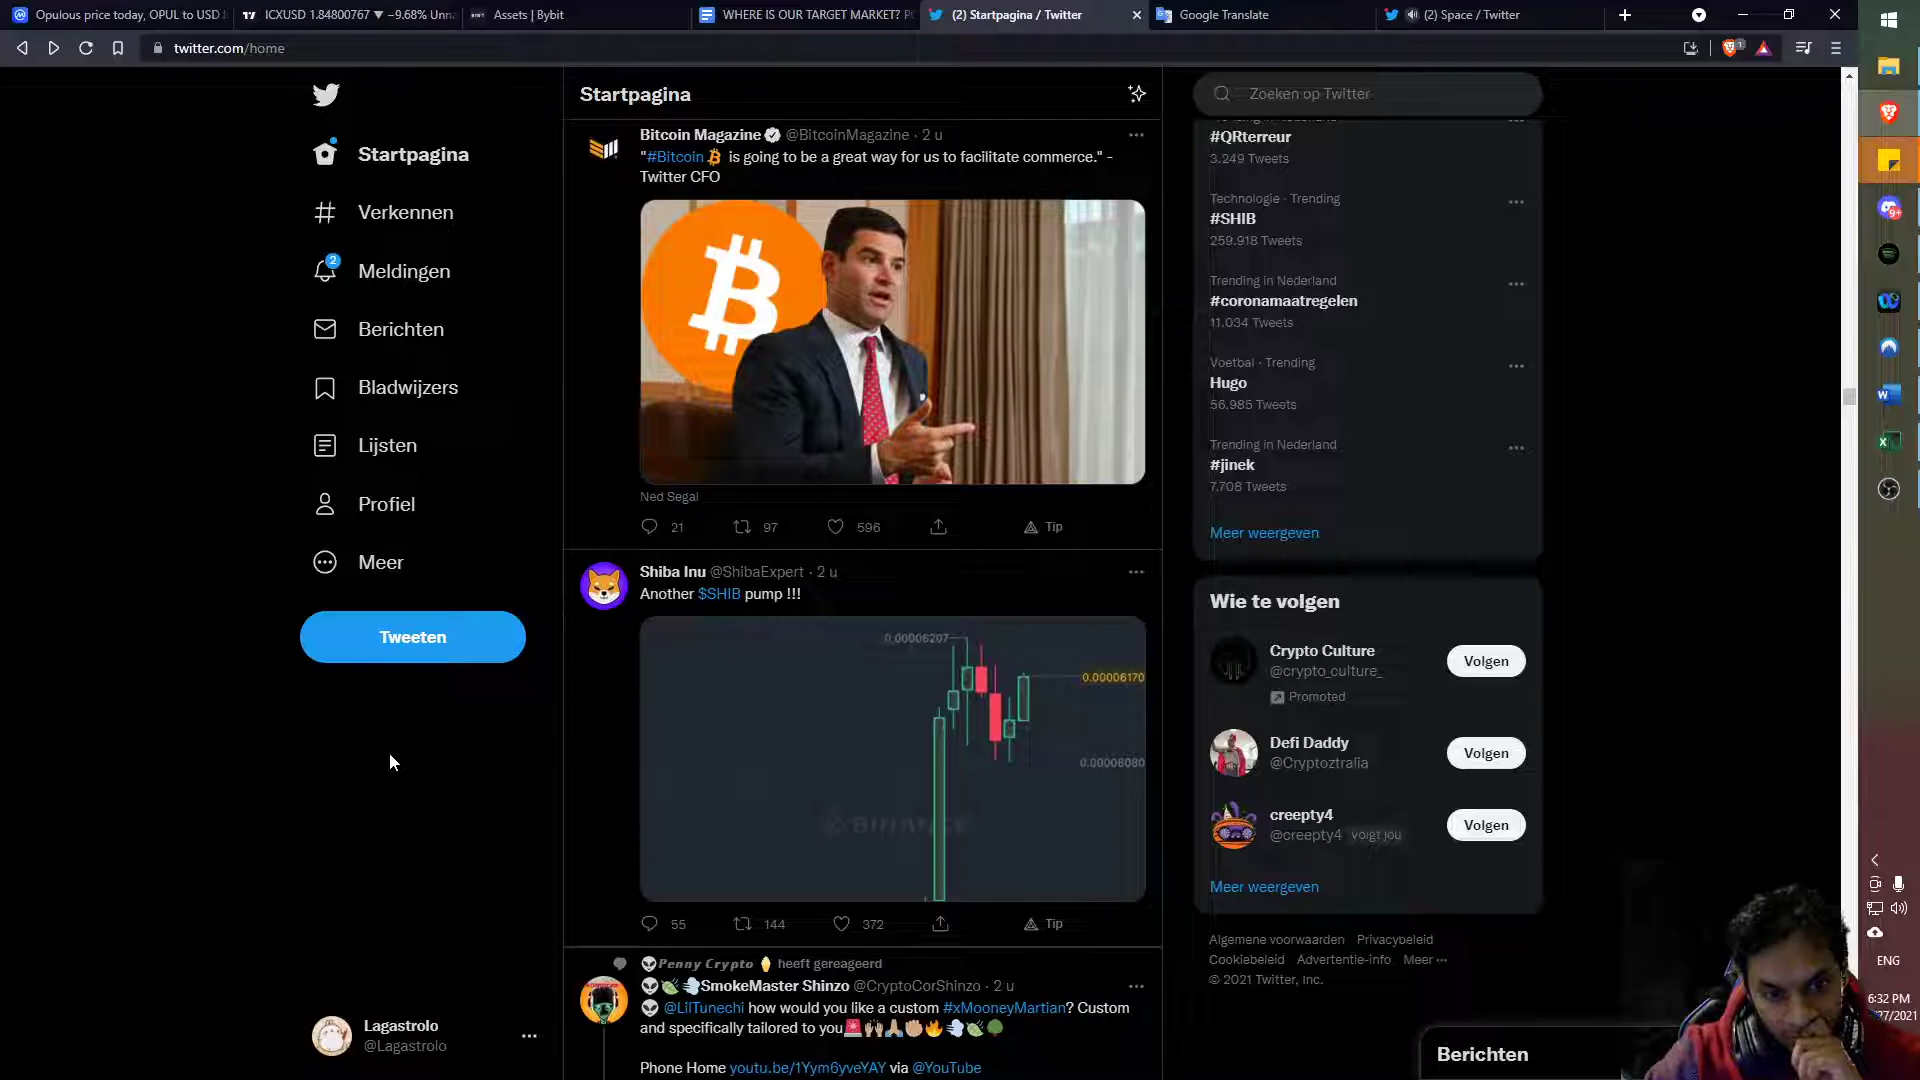 Opulous price today, OPUL to USD l
ICXUSD 1.84800767 ▼ −9.68% Unna
Assets | Bybit
WHERE IS OUR TARGET MARKET? P
(2) Startpagina / Twitter
Google Translate
(2) Space / Twitter
twitter.com/home
Startpagina
Verkennen
2
Meldingen
Berichten
Bladwijzers
Lijsten
Profiel
Meer
Tweeten
Lagastrolo
@Lagastrolo
Startpagina
Bitcoin Magazine @BitcoinMagazine · 2 u
"#Bitcoin is going to be a great way for us to facilitate commerce." -
Twitter CFO
Ned Segal
21 97 596 Tip
Shiba Inu @ShibaExpert · 2 u
Another $SHIB pump !!!
0.00006207
0.00006170
0.00006080
BINANCE
55 144 372 Tip
Penny Crypto heeft gereageerd
SmokeMaster Shinzo @CryptoCorShinzo · 2 u
@LilTunechi how would you like a custom #xMooneyMartian? Custom
and specifically tailored to you
Phone Home youtu.be/1Yym6yveYAY via @YouTube
Zoeken op Twitter
#QRterreur
3.249 Tweets
Technologie · Trending
#SHIB
259.918 Tweets
Trending in Nederland
#coronamaatregelen
11.034 Tweets
Voetbal · Trending
Hugo
56.985 Tweets
Trending in Nederland
#jinek
7.708 Tweets
Meer weergeven
Wie te volgen
Crypto Culture
@crypto_culture_
Promoted
Volgen
Defi Daddy
@Cryptoztralia
Volgen
creepty4
@creepty4 Volgt jou
Volgen
Meer weergeven
Algemene voorwaarden Privacybeleid
Cookiebeleid Advertentie-info Meer ···
© 2021 Twitter, Inc.
Berichten
9+
ENG
6:32 PM
/27/2021